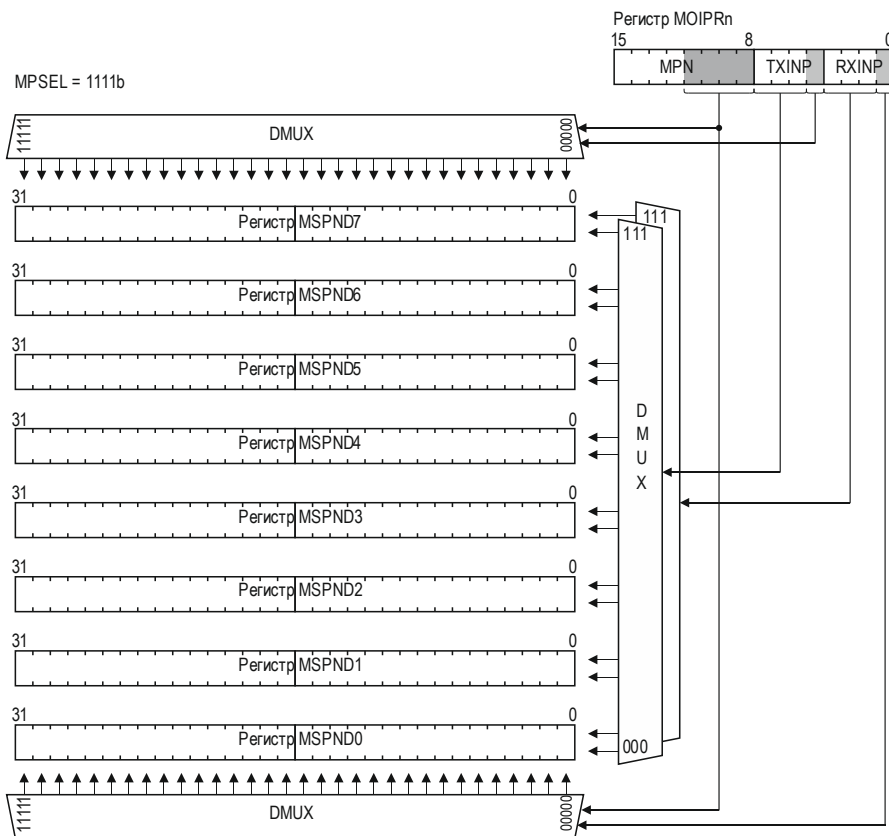 Регистр MOIPRn
15 8 0
MPN TXINP RXINP
MPSEL = 1111b
11111 DMUX 00000
31 0
Регистр MSPND7
111
111
31 0
Регистр MSPND6
31 0
Регистр MSPND5
31 0
Регистр MSPND4
DMUX
31 0
Регистр MSPND3
31 0
Регистр MSPND2
31 0
Регистр MSPND1
31 0
Регистр MSPND0
000
11111 DMUX 00000